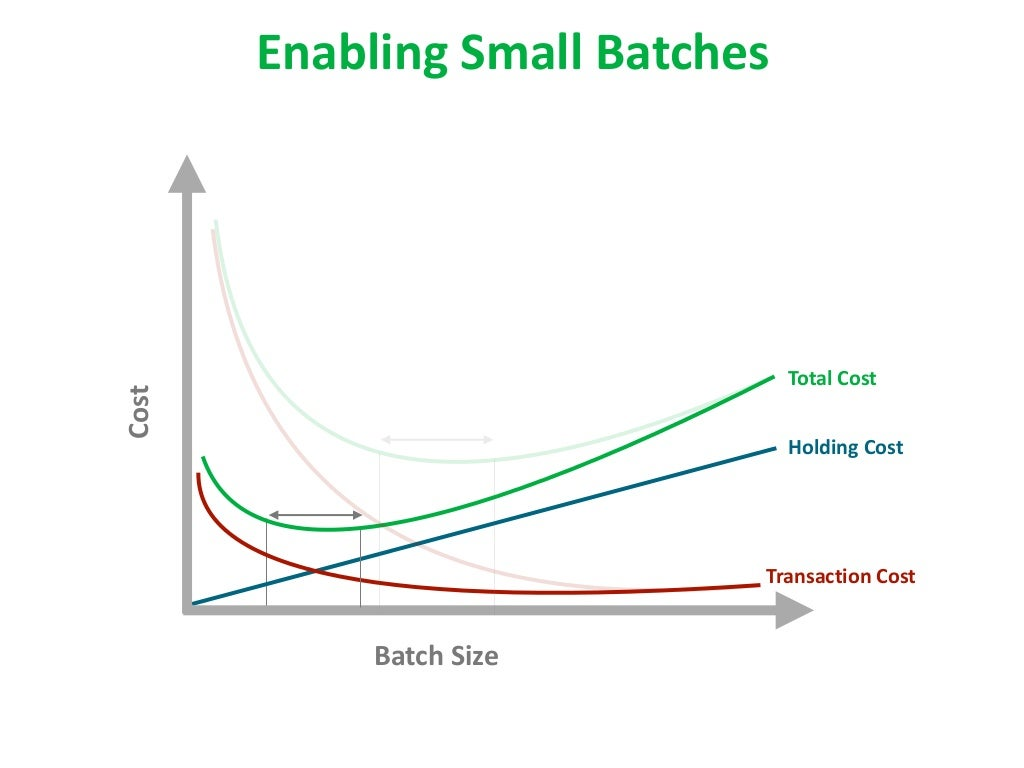 Enabling Small Batches
Cost
Total Cost
Holding Cost
Transaction Cost
Batch Size